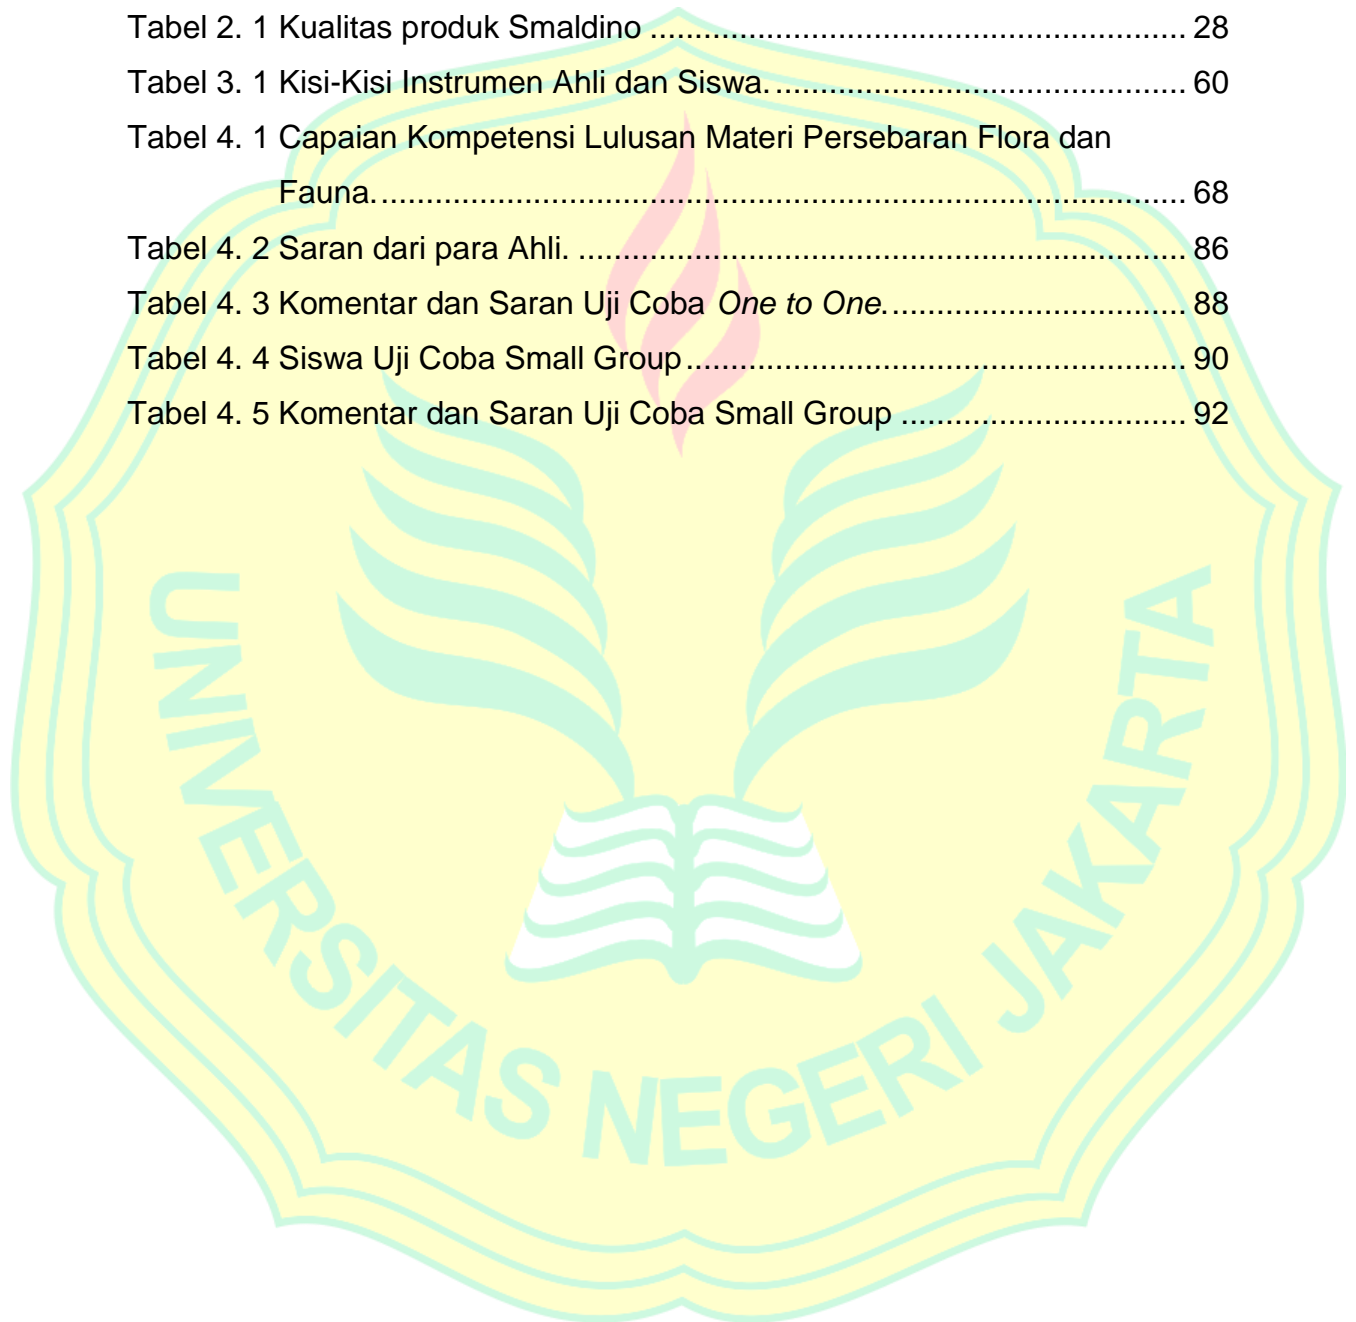 Tabel 2. 1 Kualitas produk Smaldino ............................................................ 28
Tabel 3. 1 Kisi-Kisi Instrumen Ahli dan Siswa. .............................................. 60
Tabel 4. 1 Capaian Kompetensi Lulusan Materi Persebaran Flora dan
Fauna. .......................................................................................... 68
Tabel 4. 2 Saran dari para Ahli. .................................................................... 86
Tabel 4. 3 Komentar dan Saran Uji Coba One to One. ................................. 88
Tabel 4. 4 Siswa Uji Coba Small Group ........................................................ 90
Tabel 4. 5 Komentar dan Saran Uji Coba Small Group ................................ 92
UNIVERSITAS NEGERI JAKARTA